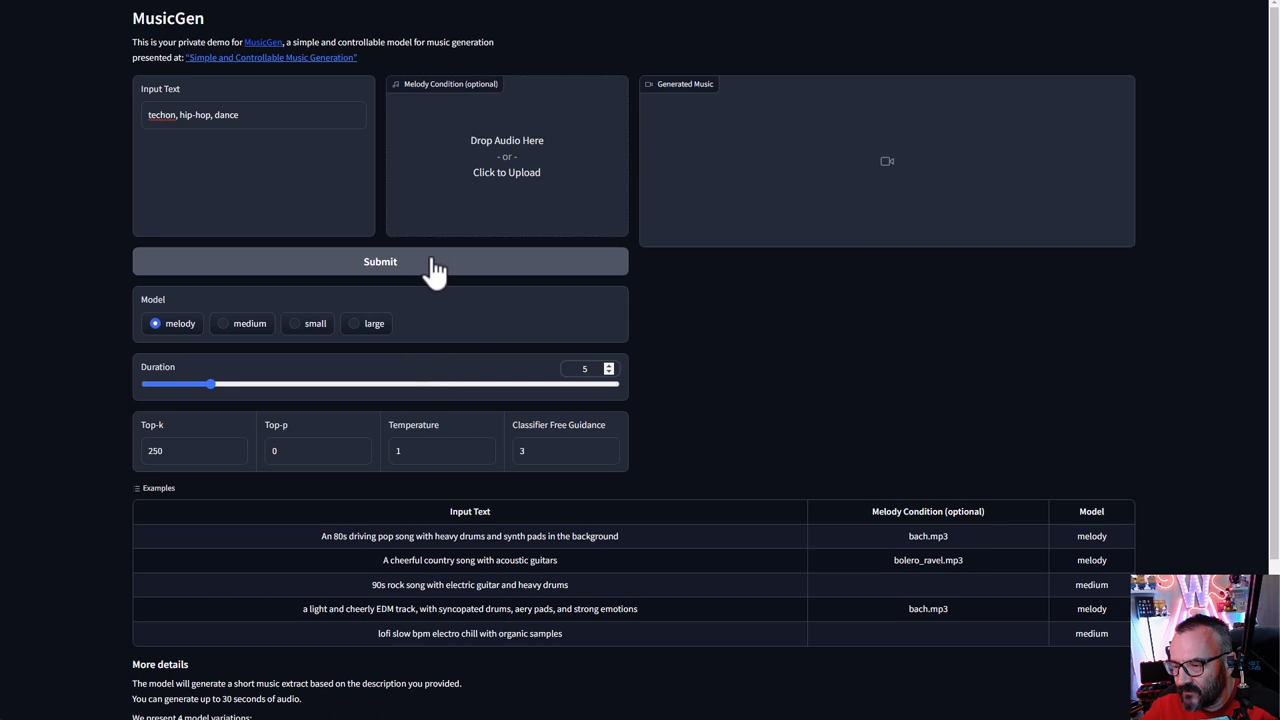 MusicGen
This is your private demo for MusicGen, a simple and controllable model for music generation
presented at: "Simple and Controllable Music Generation"
Input Text
techon, hip-hop, dance
Melody Condition (optional)
Drop Audio Here
- or -
Click to Upload
Generated Music
Submit
Model
melody
medium
small
large
Duration
5
Top-k
250
Top-p
0
Temperature
1
Classifier Free Guidance
3
Examples
Input Text Melody Condition (optional) Model
An 80s driving pop song with heavy drums and synth pads in the background bach.mp3 melody
A cheerful country song with acoustic guitars bolero_ravel.mp3 melody
90s rock song with electric guitar and heavy drums medium
a light and cheerly EDM track, with syncopated drums, aery pads, and strong emotions bach.mp3 melody
lofi slow bpm electro chill with organic samples medium
More details
The model will generate a short music extract based on the description you provided.
You can generate up to 30 seconds of audio.
We present 4 model variations: